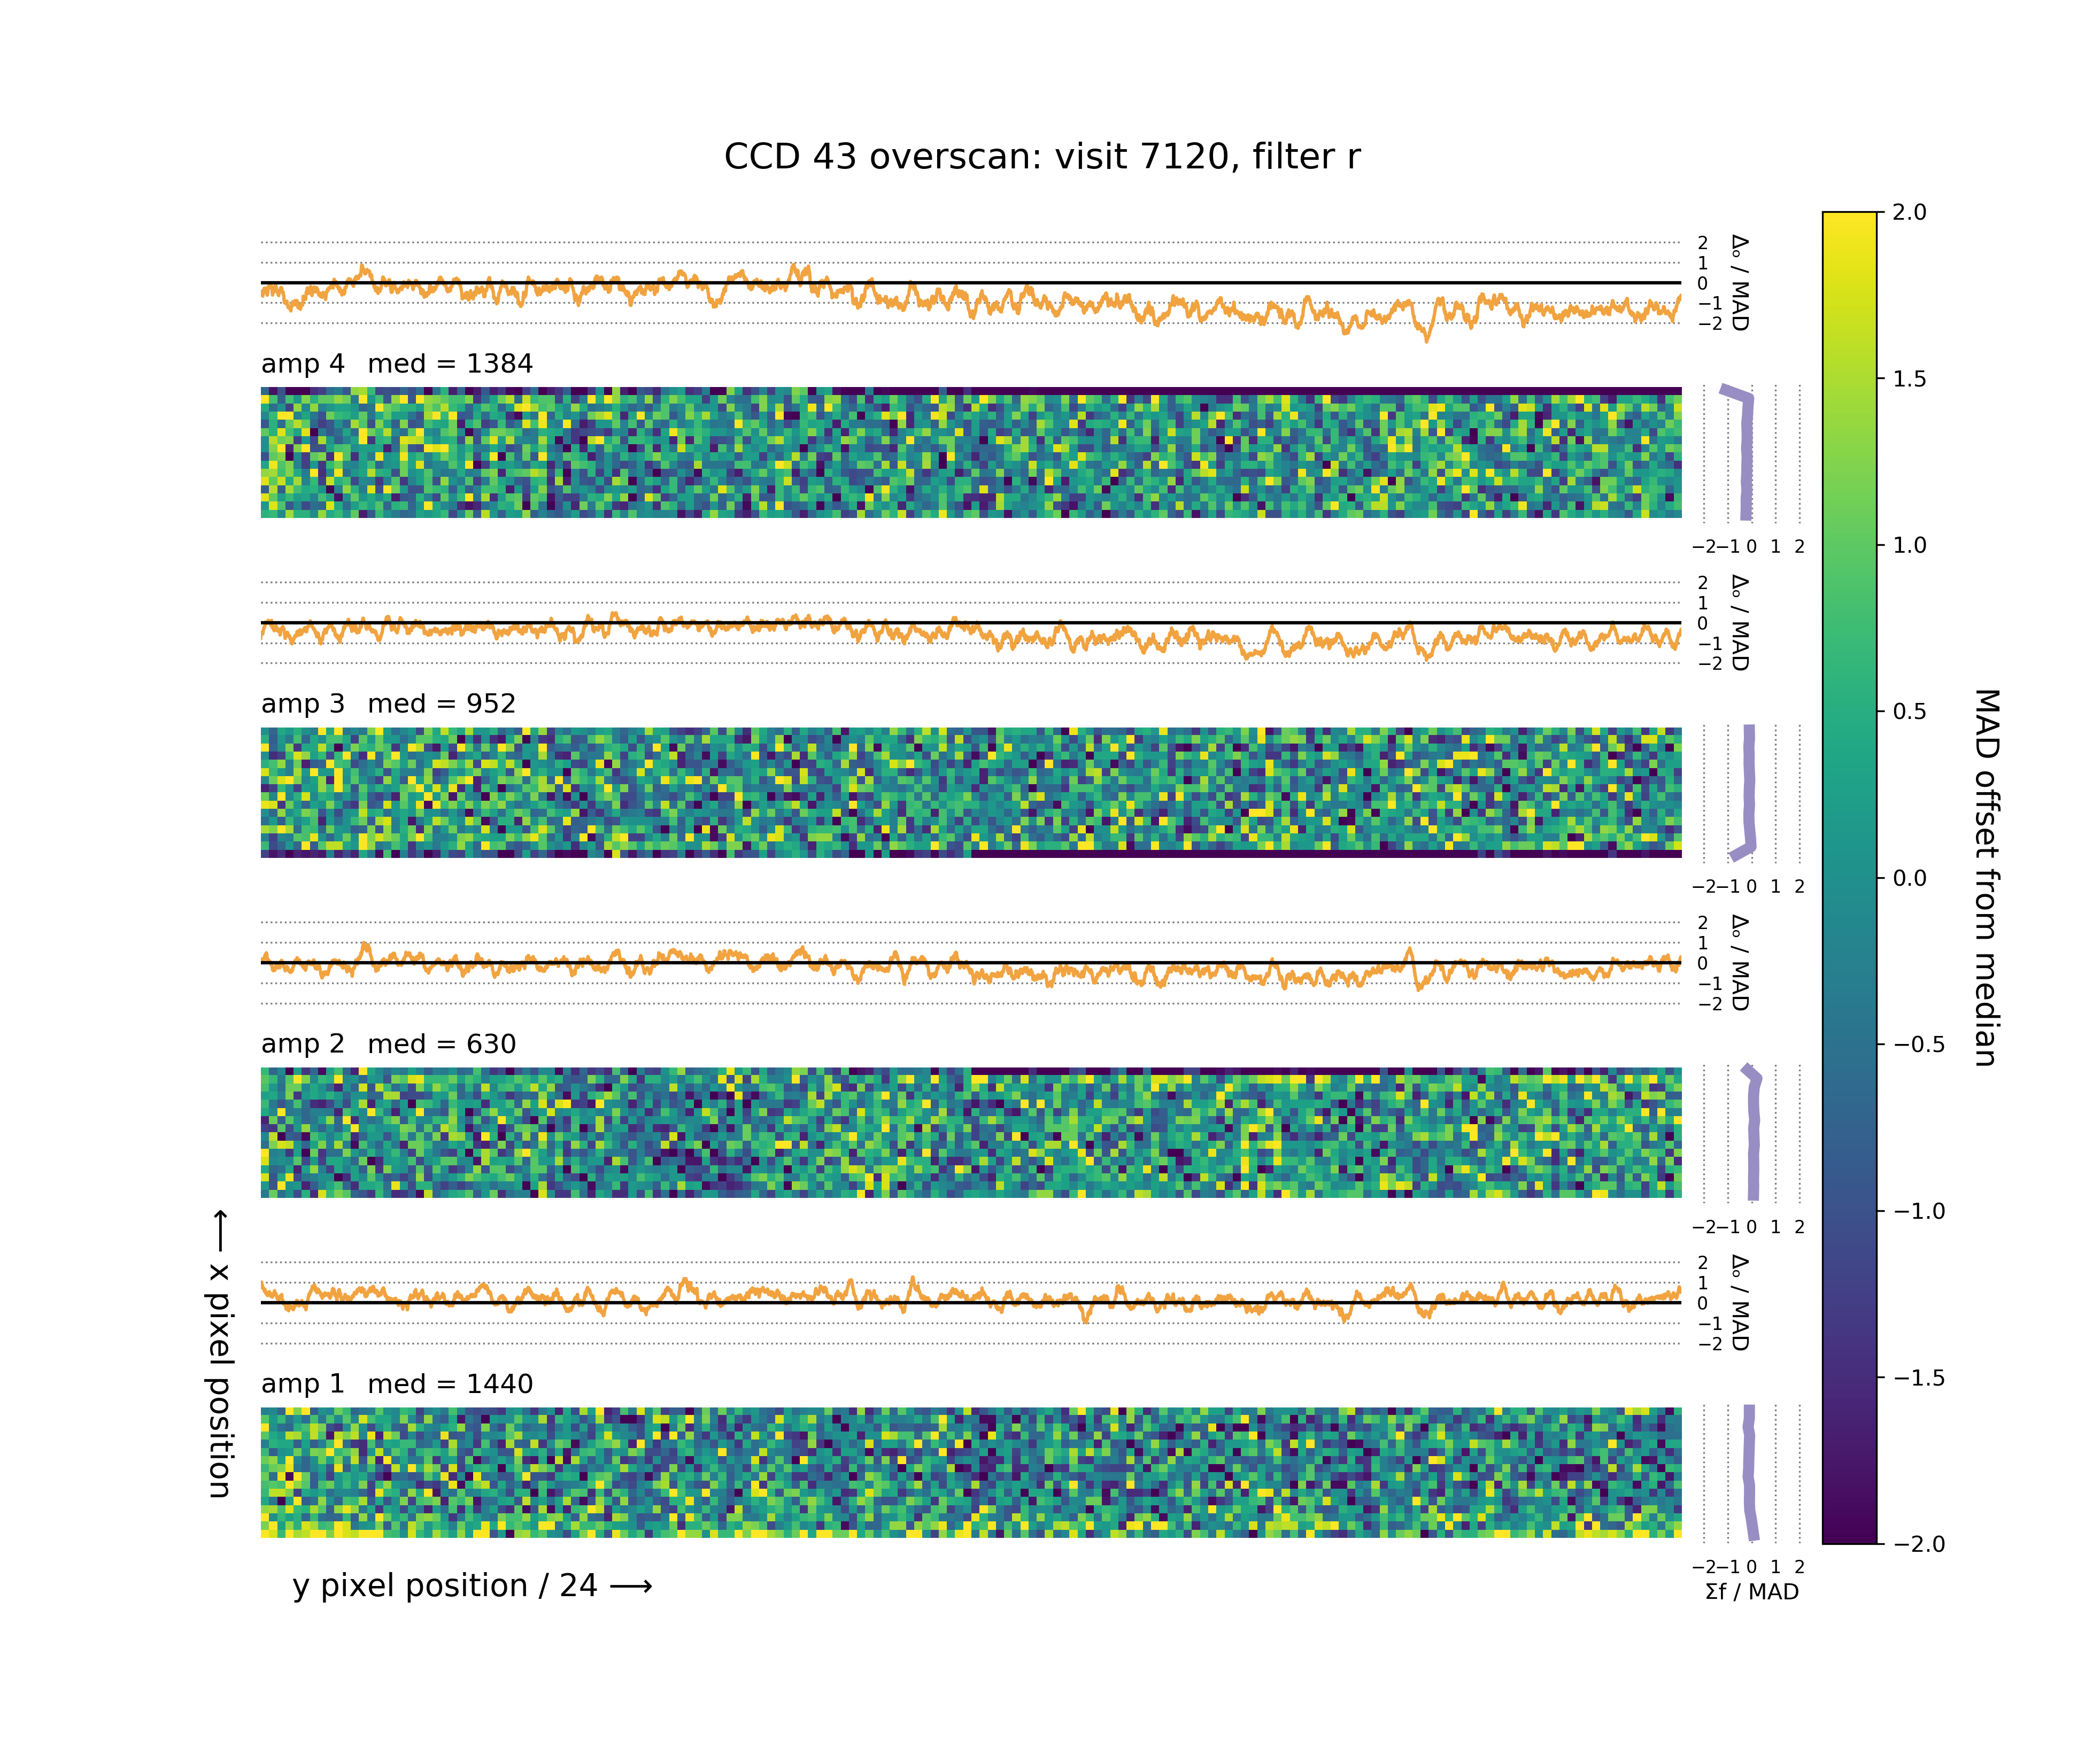 CCD 43 overscan: visit 7120, filter r
2
1
0
−1
−2
Δₒ / MAD
amp 4 med = 1384
−2 −1 0 1 2
2
1
0
−1
−2
Δₒ / MAD
amp 3 med = 952
−2 −1 0 1 2
2
1
0
−1
−2
Δₒ / MAD
amp 2 med = 630
−2 −1 0 1 2
2
1
0
−1
−2
Δₒ / MAD
amp 1 med = 1440
−2 −1 0 1 2
Σf / MAD
⟵ x pixel position
y pixel position / 24 ⟶
2.0
1.5
1.0
0.5
0.0
−0.5
−1.0
−1.5
−2.0
MAD offset from median